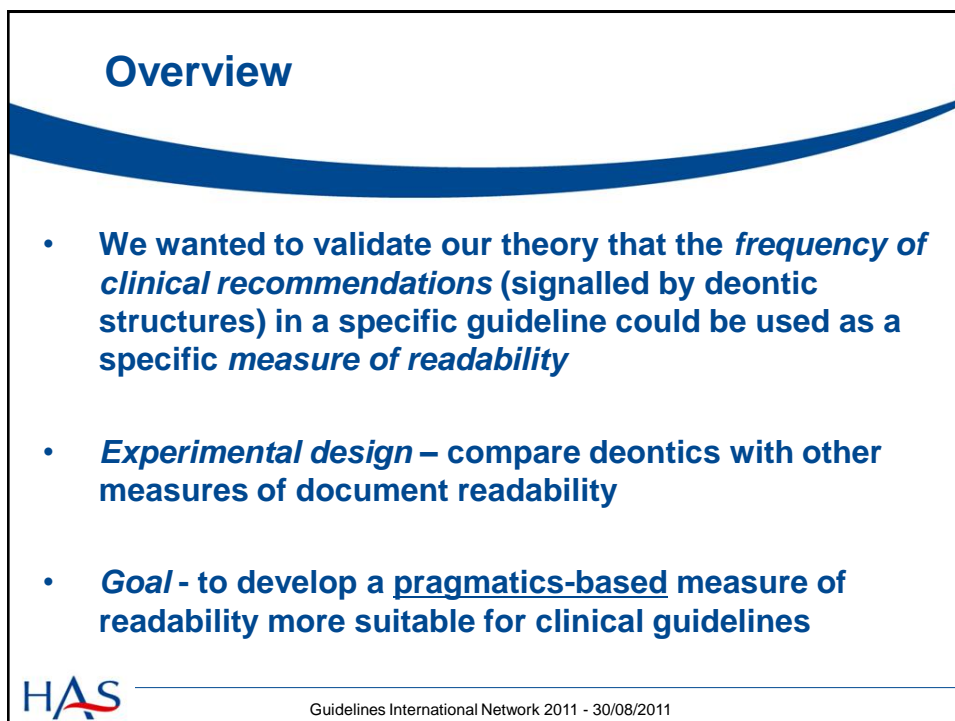 Overview
• We wanted to validate our theory that the frequency of
clinical recommendations (signalled by deontic
structures) in a specific guideline could be used as a
specific measure of readability
• Experimental design – compare deontics with other
measures of document readability
• Goal - to develop a pragmatics-based measure of
readability more suitable for clinical guidelines
HAS
Guidelines International Network 2011 - 30/08/2011